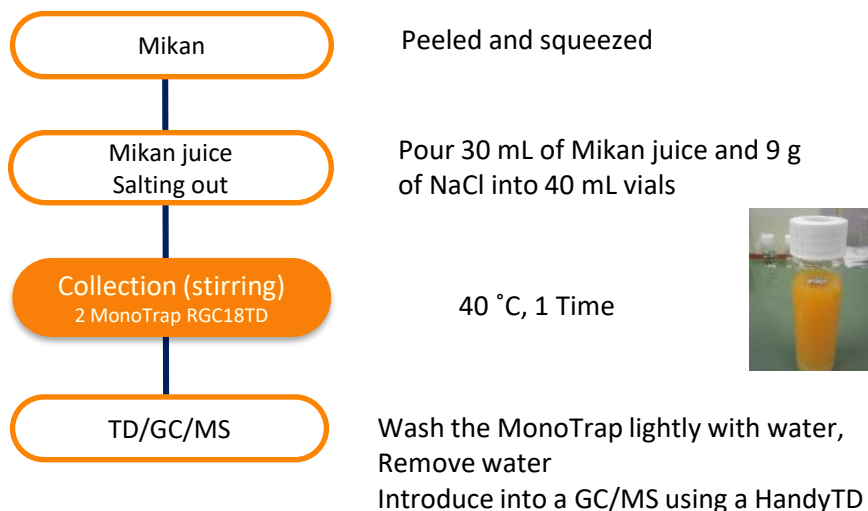 Mikan
Peeled and squeezed
Mikan juice
Salting out
Pour 30 mL of Mikan juice and 9 g
of NaCl into 40 mL vials
Collection (stirring)
2 MonoTrap RGC18TD
40 ˚C, 1 Time
TD/GC/MS
Wash the MonoTrap lightly with water,
Remove water
Introduce into a GC/MS using a HandyTD